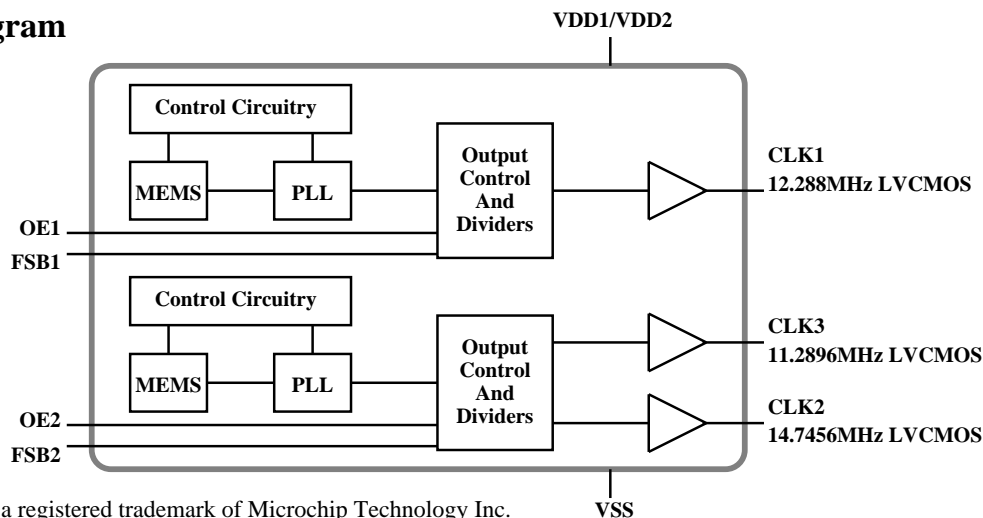 gram
VDD1/VDD2
Control Circuitry
MEMS
PLL
Output
Control
And
Dividers
CLK1
12.288MHz LVCMOS
OE1
FSB1
Control Circuitry
MEMS
PLL
Output
Control
And
Dividers
CLK3
11.2896MHz LVCMOS
CLK2
14.7456MHz LVCMOS
OE2
FSB2
VSS
a registered trademark of Microchip Technology Inc.